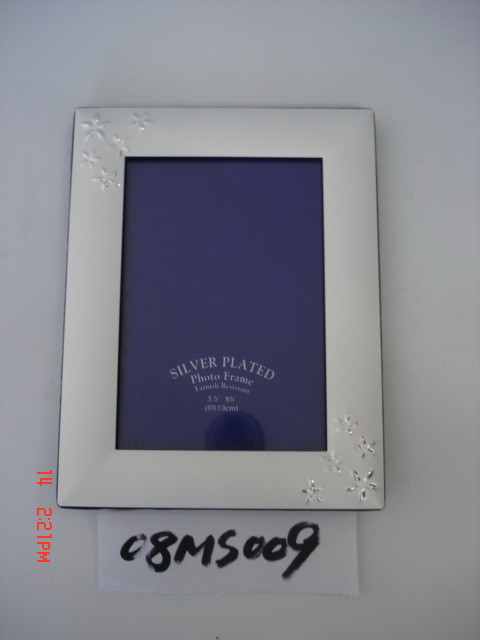 SILVER PLATED
Photo Frame
Tarnish Resistant
3.5" X5"
(9X13cm)
08MS009
14 2:21PM